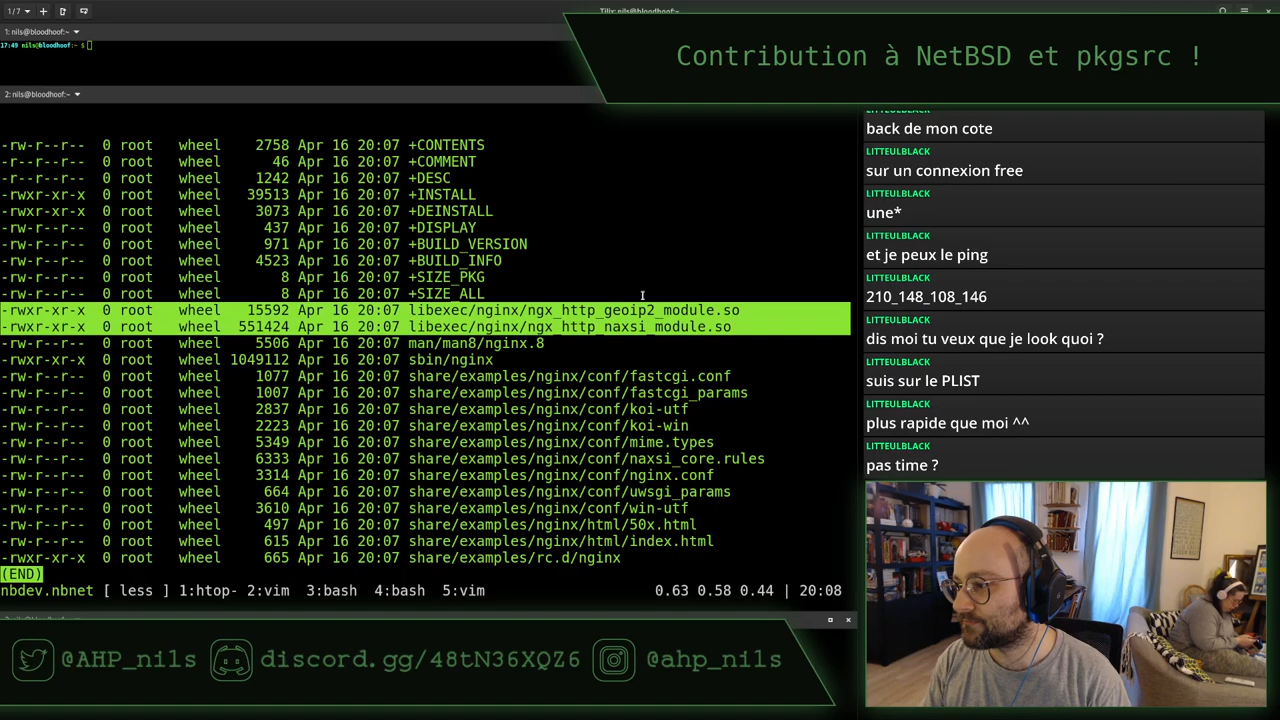 1 / 7
Tilix: nils@bloodhoof:~
1: nils@bloodhoof:~
17:49 nils@bloodhoof:~ $
Contribution à NetBSD et pkgsrc !
2: nils@bloodhoof:~
-rw-r--r--  0 root   wheel    2758 Apr 16 20:07 +CONTENTS
-r--r--r--  0 root   wheel      46 Apr 16 20:07 +COMMENT
-r--r--r--  0 root   wheel    1242 Apr 16 20:07 +DESC
-rwxr-xr-x  0 root   wheel   39513 Apr 16 20:07 +INSTALL
-rwxr-xr-x  0 root   wheel    3073 Apr 16 20:07 +DEINSTALL
-rw-r--r--  0 root   wheel     437 Apr 16 20:07 +DISPLAY
-rw-r--r--  0 root   wheel     971 Apr 16 20:07 +BUILD_VERSION
-rw-r--r--  0 root   wheel    4523 Apr 16 20:07 +BUILD_INFO
-rw-r--r--  0 root   wheel       8 Apr 16 20:07 +SIZE_PKG
-rw-r--r--  0 root   wheel       8 Apr 16 20:07 +SIZE_ALL
-rwxr-xr-x  0 root   wheel   15592 Apr 16 20:07 libexec/nginx/ngx_http_geoip2_module.so
-rwxr-xr-x  0 root   wheel  551424 Apr 16 20:07 libexec/nginx/ngx_http_naxsi_module.so
-rw-r--r--  0 root   wheel    5506 Apr 16 20:07 man/man8/nginx.8
-rwxr-xr-x  0 root   wheel 1049112 Apr 16 20:07 sbin/nginx
-rw-r--r--  0 root   wheel    1077 Apr 16 20:07 share/examples/nginx/conf/fastcgi.conf
-rw-r--r--  0 root   wheel    1007 Apr 16 20:07 share/examples/nginx/conf/fastcgi_params
-rw-r--r--  0 root   wheel    2837 Apr 16 20:07 share/examples/nginx/conf/koi-utf
-rw-r--r--  0 root   wheel    2223 Apr 16 20:07 share/examples/nginx/conf/koi-win
-rw-r--r--  0 root   wheel    5349 Apr 16 20:07 share/examples/nginx/conf/mime.types
-rw-r--r--  0 root   wheel    6333 Apr 16 20:07 share/examples/nginx/conf/naxsi_core.rules
-rw-r--r--  0 root   wheel    3314 Apr 16 20:07 share/examples/nginx/conf/nginx.conf
-rw-r--r--  0 root   wheel     664 Apr 16 20:07 share/examples/nginx/conf/uwsgi_params
-rw-r--r--  0 root   wheel    3610 Apr 16 20:07 share/examples/nginx/conf/win-utf
-rw-r--r--  0 root   wheel     497 Apr 16 20:07 share/examples/nginx/html/50x.html
-rw-r--r--  0 root   wheel     615 Apr 16 20:07 share/examples/nginx/html/index.html
-rwxr-xr-x  0 root   wheel     665 Apr 16 20:07 share/examples/rc.d/nginx
(END)
nbdev.nbnet [ less ] 1:htop- 2:vim  3:bash  4:bash  5:vim                    0.63 0.58 0.44 | 20:08
LITTEULBLACK
back de mon cote
LITTEULBLACK
sur un connexion free
LITTEULBLACK
une*
LITTEULBLACK
et je peux le ping
LITTEULBLACK
210_148_108_146
LITTEULBLACK
dis moi tu veux que je look quoi ?
LITTEULBLACK
suis sur le PLIST
LITTEULBLACK
plus rapide que moi ^^
LITTEULBLACK
pas time ?
@AHP_nils
discord.gg/48tN36XQZ6
@ahp_nils